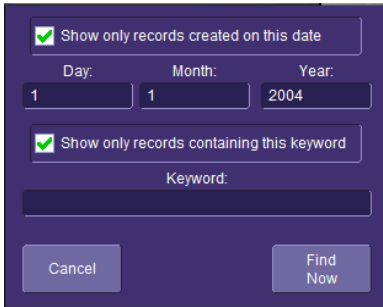 Show only records created on this date
Day: Month: Year:
1 1 2004
Show only records containing this keyword
Keyword:
Cancel
Find
Now